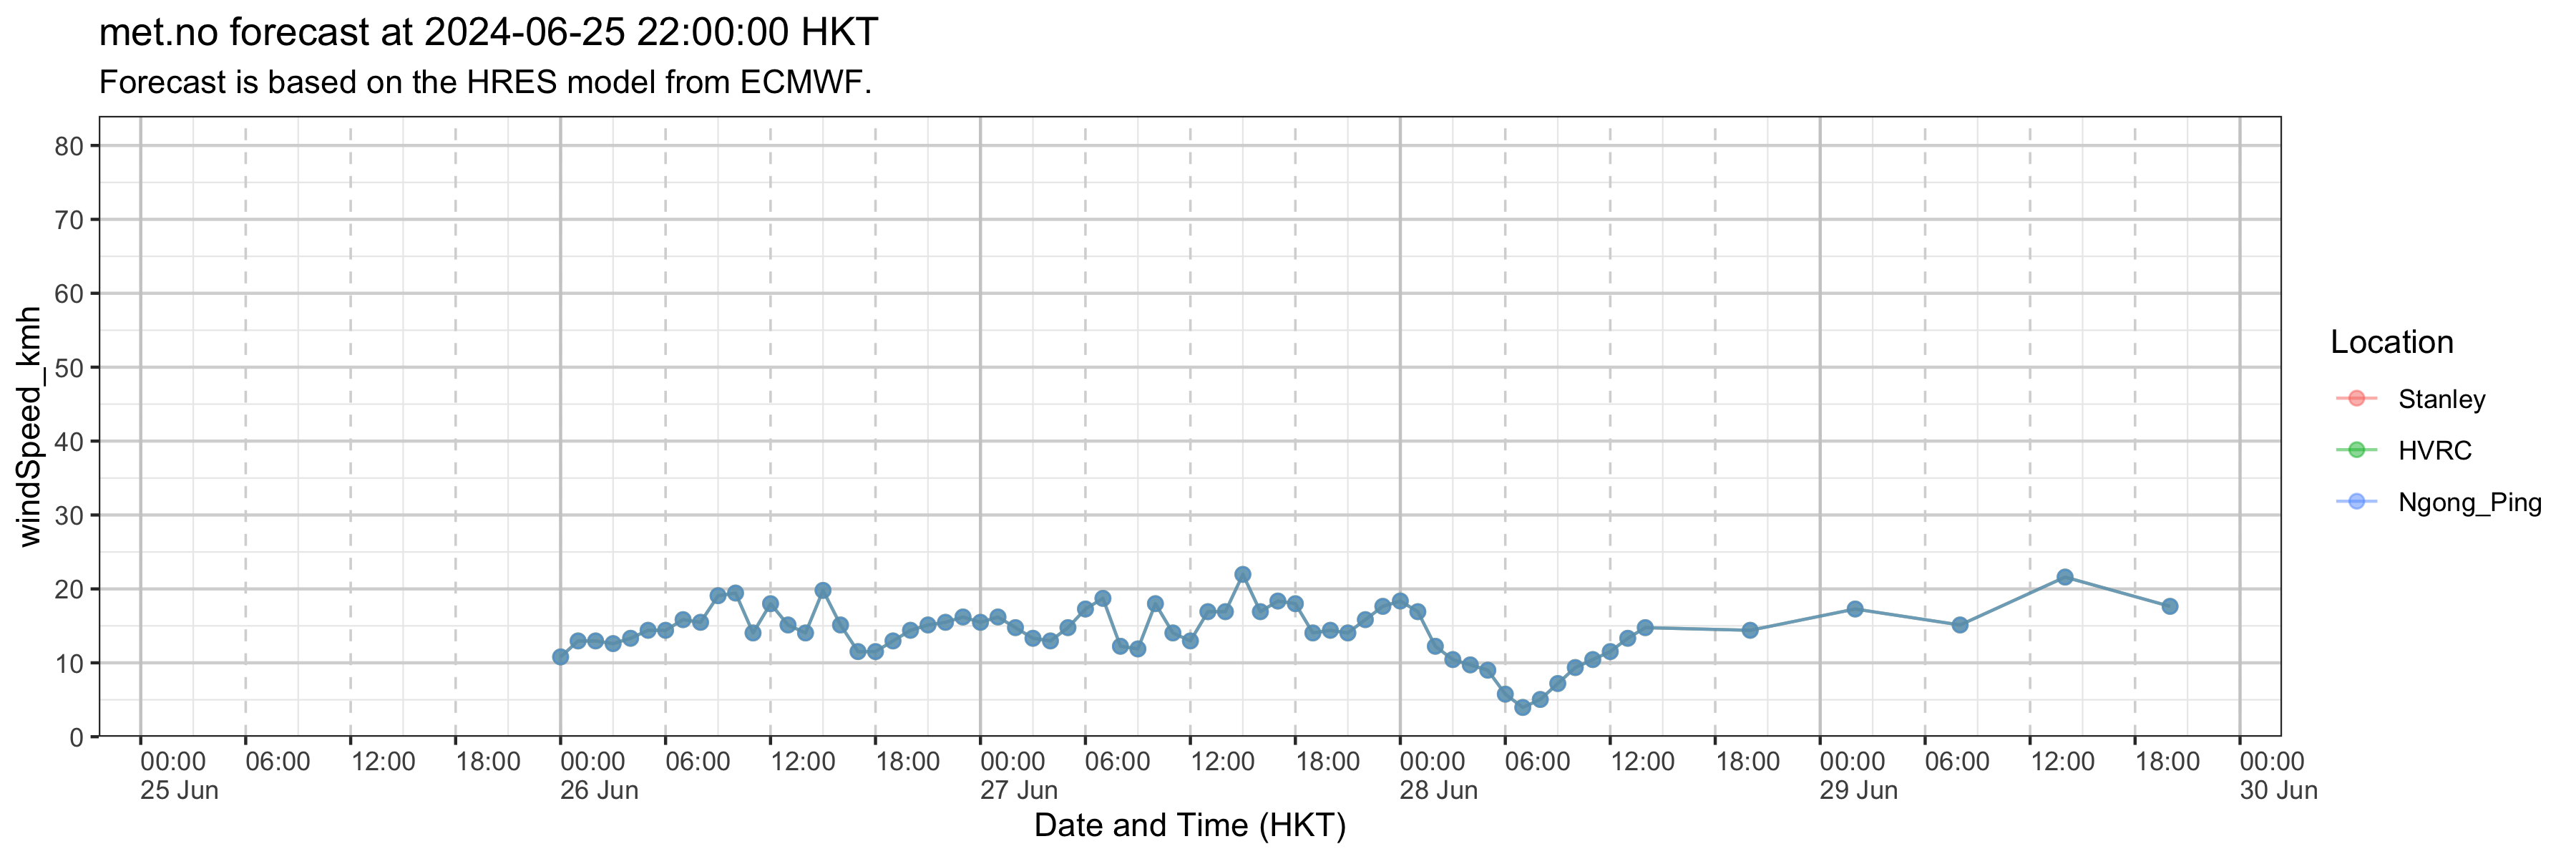 met.no forecast at 2024-06-25 22:00:00 HKT
Forecast is based on the HRES model from ECMWF.
windSpeed_kmh
80
70
60
50
40
30
20
10
0
00:00 06:00 12:00 18:00 00:00 06:00 12:00 18:00 00:00 06:00 12:00 18:00 00:00 06:00 12:00 18:00 00:00 06:00 12:00 18:00 00:00
25 Jun 26 Jun 27 Jun 28 Jun 29 Jun 30 Jun
Date and Time (HKT)
Location
Stanley
HVRC
Ngong_Ping